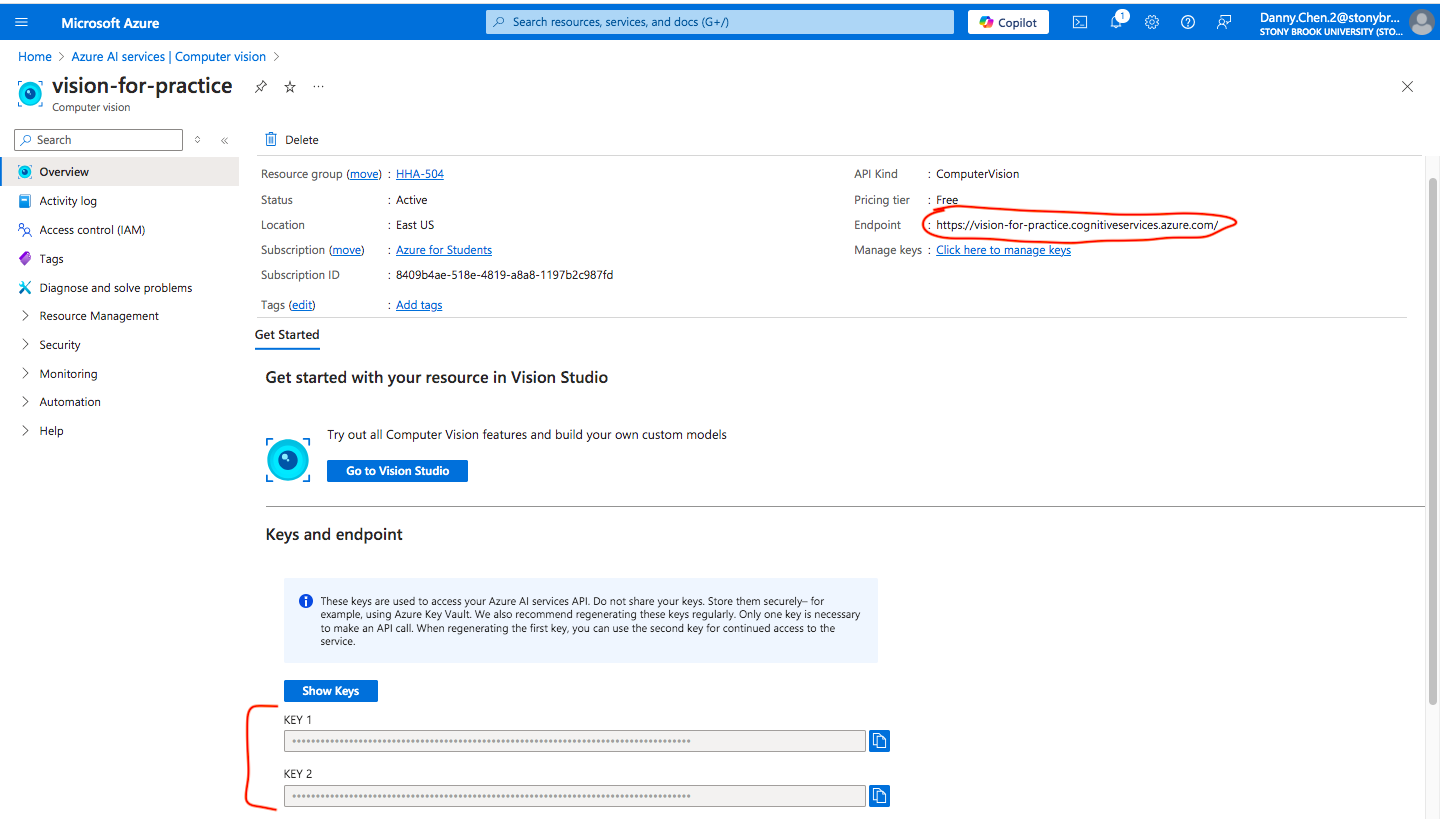 Microsoft Azure
Search resources, services, and docs (G+/)
Copilot
1
Danny.Chen.2@stonybr...
STONY BROOK UNIVERSITY (STO...
Home > Azure AI services | Computer vision >
vision-for-practice
Computer vision
Search
Delete
Overview
Activity log
Access control (IAM)
Tags
Diagnose and solve problems
Resource Management
Security
Monitoring
Automation
Help
Resource group (move) : HHA-504
Status : Active
Location : East US
Subscription (move) : Azure for Students
Subscription ID : 8409b4ae-518e-4819-a8a8-1197b2c987fd
Tags (edit) : Add tags
API Kind : ComputerVision
Pricing tier : Free
Endpoint : https://vision-for-practice.cognitiveservices.azure.com/
Manage keys : Click here to manage keys
Get Started
Get started with your resource in Vision Studio
Try out all Computer Vision features and build your own custom models
Go to Vision Studio
Keys and endpoint
These keys are used to access your Azure AI services API. Do not share your keys. Store them securely– for
example, using Azure Key Vault. We also recommend regenerating these keys regularly. Only one key is necessary
to make an API call. When regenerating the first key, you can use the second key for continued access to the
service.
Show Keys
KEY 1
KEY 2